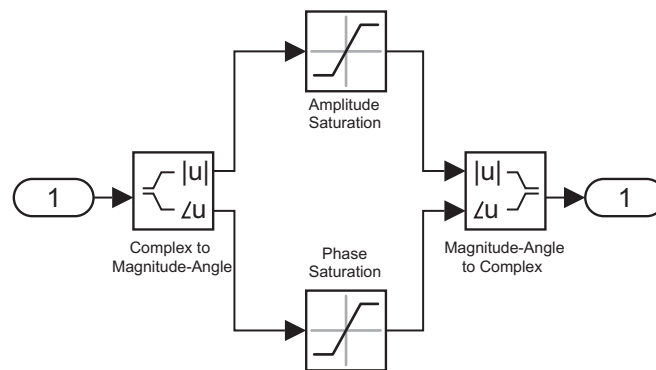 Amplitude
Saturation
1
|u|
∠u
Complex to
Magnitude-Angle
Phase
Saturation
|u|
∠u
Magnitude-Angle
to Complex
1